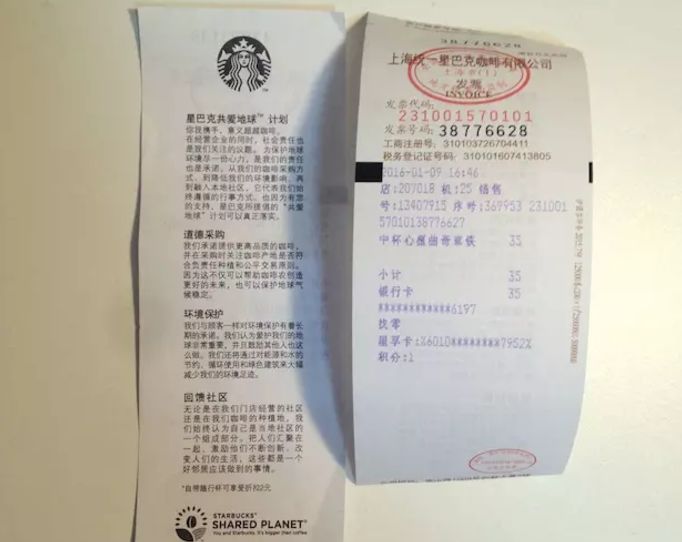 星巴克共爱地球™ 计划
你我携手，意义超越咖啡。
在经营企业的同时，社会责任也
是我们关注的议题。为保护地球
环境尽一份心力，是我们的责任
也是承诺。从我们的咖啡采购方
式、到降低我们的环境影响、再
到融入本地社区，它代表我们始
终遵循的行事方式。也因为有您
的支持，星巴克所提倡的“共爱
地球”计划可以真正落实。
道德采购
我们承诺提供更高品质的咖啡，
并在采购时关注咖啡产地是否符
合负责任种植和公平交易原则。
因为这不仅可以帮助咖农创造
更好的未来，也可以保护地球气
候稳定。
环境保护
我们与顾客一样对环境保护有着长
期的承诺。我们认为爱护我们的地
球非常重要，并且鼓励其他人也这
么做。我们还将通过对能源和水的
节约、循环使用和绿色建筑来大幅
减少我们的环境足迹。
回馈社区
无论是在我们门店经营的社区
还是在我们咖啡的种植地，我
们始终认为自己是当地社区的
一个组成部分。把人们汇聚在
一起、激励他们不断创新、改
变人们的生活，这些都是一个
好邻居应该做到的事情。
*自带随行杯可享受折扣2元
STARBUCKS™
SHARED PLANET™
You and Starbucks. It's bigger than coffee
38776628
上海统一星巴克咖啡有限公司
发票
INVOICE
发票代码:
231001570101
发票号码: 38776628
工商注册号: 310103726704411
税务登记证号码: 310101607413805
2016-01-09 16:46
店:207018 机:25 销售
号:13407915 序号:369953 231001
57010138776627
中杯心愿曲奇拿铁 35
小计 35
银行卡 35
************6197
找零
星享卡:%6010********7952%
积分:1